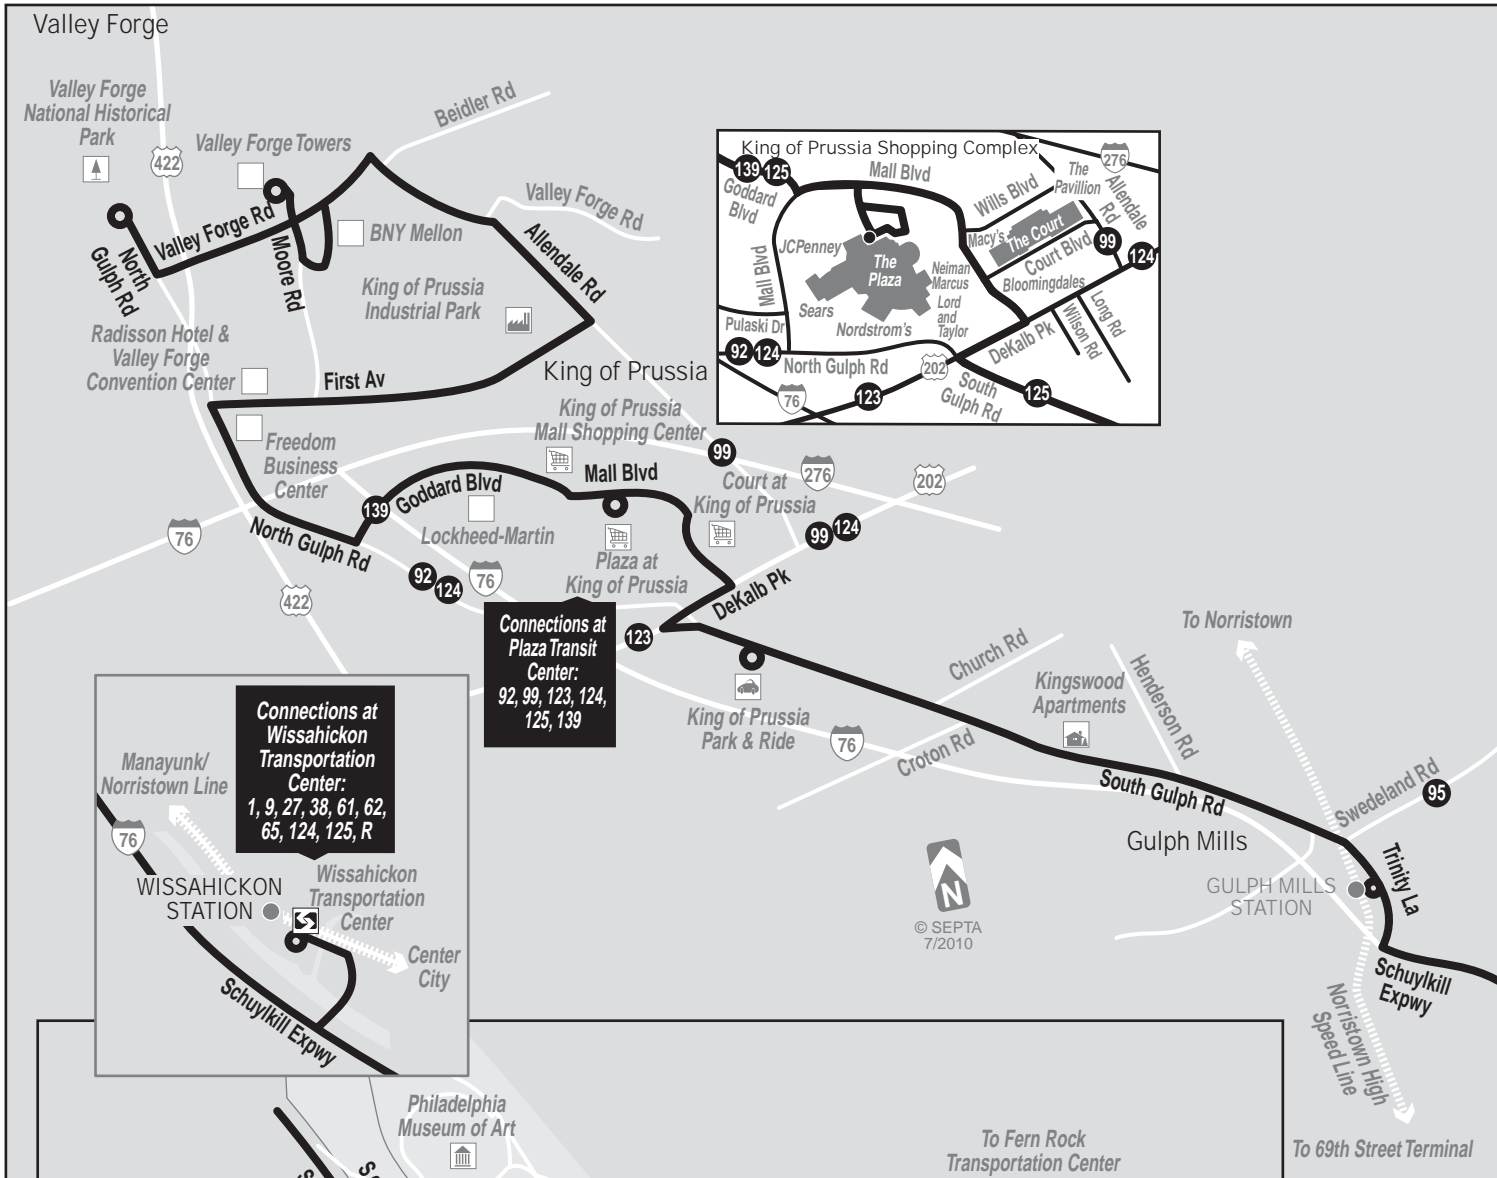 Valley Forge
Valley Forge
National Historical
Park
422
Valley Forge Towers
Beidler Rd
Valley Forge Rd
North
Gulph Rd
Valley Forge Rd
Moore Rd
BNY Mellon
Allendale Rd
King of Prussia
Industrial Park
Radisson Hotel &
Valley Forge
Convention Center
First Av
King of Prussia
King of Prussia
Mall Shopping Center
Freedom
Business
Center
99
276
202
139
Goddard Blvd
Mall Blvd
Court at
King of Prussia
Lockheed-Martin
99
124
76
North Gulph Rd
Plaza at
King of Prussia
92
124
76
422
DeKalb Pk
123
Connections at
Plaza Transit
Center:
92, 99, 123, 124,
125, 139
King of Prussia
Park & Ride
76
Church Rd
Croton Rd
Kingswood
Apartments
Henderson Rd
To Norristown
South Gulph Rd
Swedeland Rd
95
Gulph Mills
GULPH MILLS
STATION
Trinity La
Schuylkill
Expwy
Norristown High
Speed Line
To 69th Street Terminal
N
© SEPTA
7/2010
King of Prussia Shopping Complex
139
125
Goddard
Blvd
Mall Blvd
276
The
Pavillion
Allendale
Rd
Wills Blvd
Macy's
The Court
Court Blvd
99
124
Bloomingdales
JCPenney
The
Plaza
Neiman
Marcus
Mall Blvd
Sears
Nordstrom's
Lord
and
Taylor
Pulaski Dr
92
124
North Gulph Rd
202
DeKalb Pk
Wilson Rd
Long Rd
76
123
South
Gulph Rd
125
Connections at
Wissahickon
Transportation
Center:
1, 9, 27, 38, 61, 62,
65, 124, 125, R
Manayunk/
Norristown Line
76
WISSAHICKON
STATION
Wissahickon
Transportation
Center
Center
City
Schuylkill Expwy
Philadelphia
Museum of Art
To Fern Rock
Transportation Center